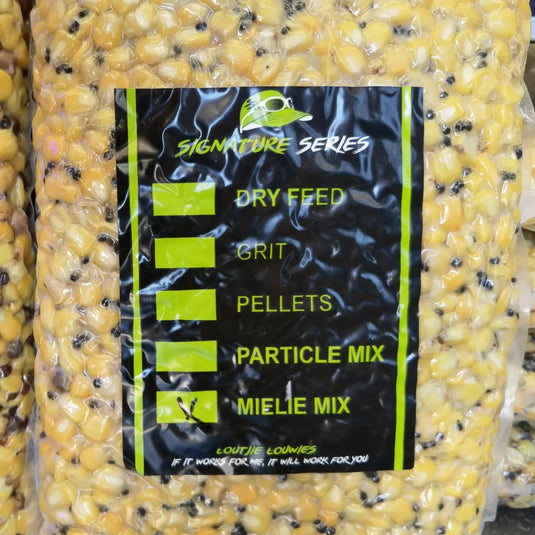 SIGNATURE SERIES
DRY FEED
GRIT
PELLETS
PARTICLE MIX
MIELIE MIX
LOUTJIE LOUWIES
IF IT WORKS FOR ME, IT WILL WORK FOR YOU